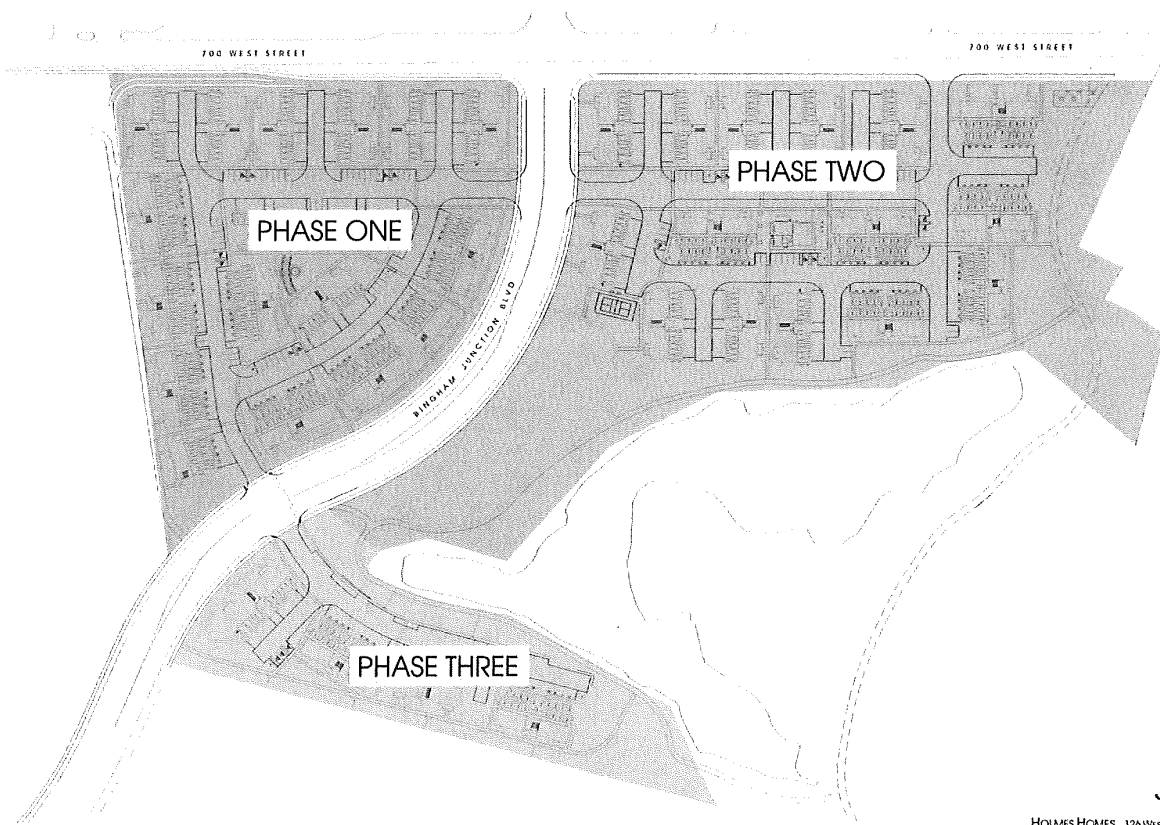 700 WEST STREET
700 WEST STREET
PHASE TWO
PHASE ONE
BINGHAM JUNCTION BLVD
PHASE THREE
HOLMES HOMES